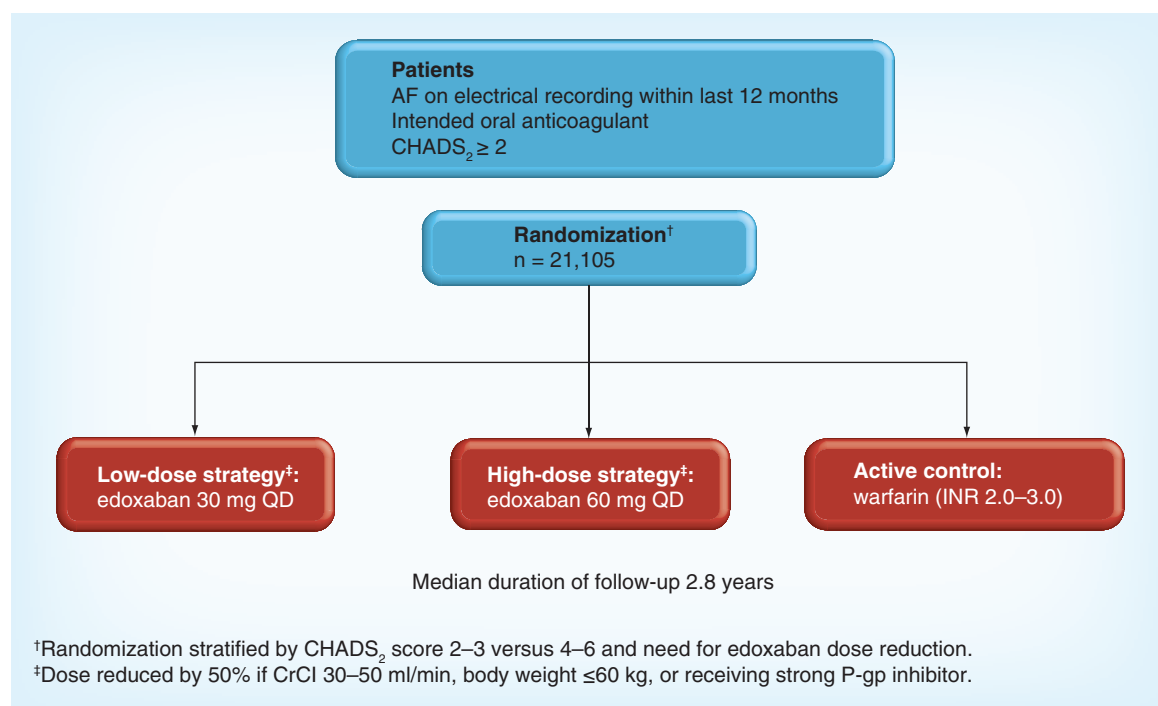 Patients
AF on electrical recording within last 12 months
Intended oral anticoagulant
CHADS₂ ≥ 2
Randomization†
n = 21,105
Low-dose strategy‡:
edoxaban 30 mg QD
High-dose strategy‡:
edoxaban 60 mg QD
Active control:
warfarin (INR 2.0–3.0)
Median duration of follow-up 2.8 years
†Randomization stratified by CHADS₂ score 2–3 versus 4–6 and need for edoxaban dose reduction.
‡Dose reduced by 50% if CrCl 30–50 ml/min, body weight ≤60 kg, or receiving strong P-gp inhibitor.